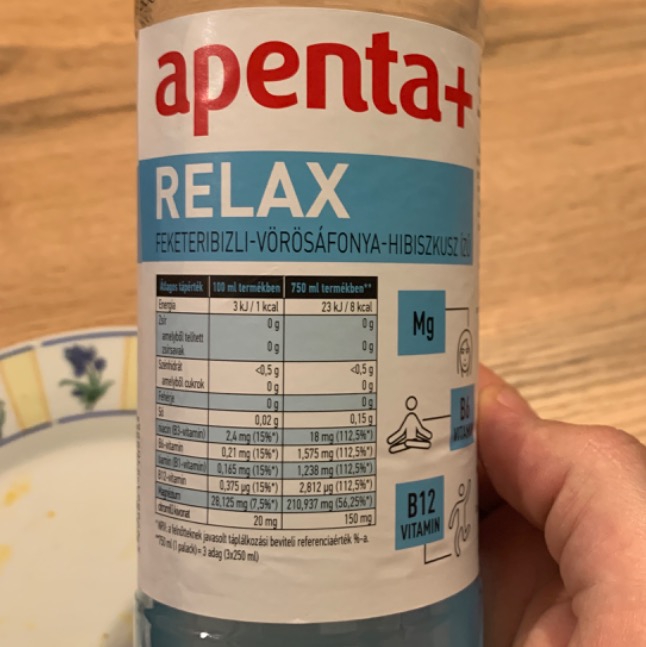 apenta+
RELAX
FEKETERIBIZLI-VÖRÖSÁFONYA-HIBISZKUSZ ízű
Átlagos tápérték 100 ml termékben 750 ml termékben**
Energia 3 kJ / 1 kcal 23 kJ / 8 kcal
Zsír 0 g 0 g
amelyből telített
zsírsavak 0 g 0 g
Szénhidrát <0,5 g <0,5 g
amelyből cukrok 0 g 0 g
Fehérje 0 g 0 g
Só 0,02 g 0,15 g
niacin (B3-vitamin) 2,4 mg (15%*) 18 mg (112,5%*)
B6-vitamin 0,21 mg (15%*) 1,575 mg (112,5%*)
tiamin (B1-vitamin) 0,165 mg (15%*) 1,238 mg (112,5%*)
B12-vitamin 0,375 µg (15%*) 2,812 µg (112,5%*)
Magnézium 28,125 mg (7,5%*) 210,937 mg (56,25%*)
citromfű kivonat 20 mg 150 mg
*NRV: a felnőtteknek javasolt táplálkozási beviteli referenciaérték %-a.
**750 ml (1 palack) = 3 adag (3x250 ml)
Mg
B6
VITAMIN
B12
VITAMIN